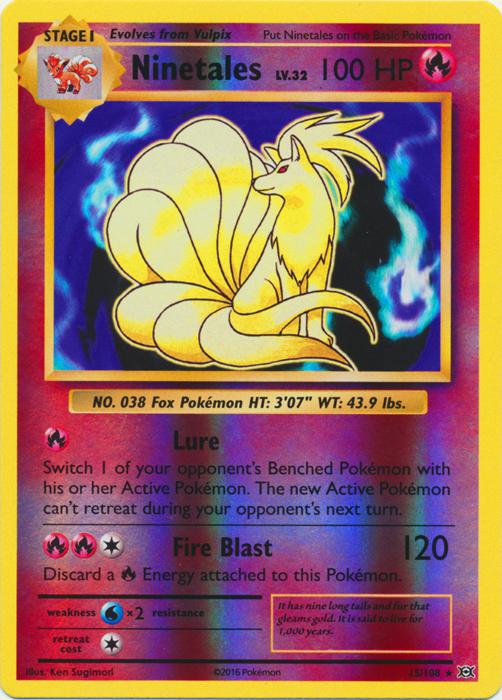 STAGE 1 Evolves from Vulpix Put Ninetales on the Basic Pokémon
Ninetales LV.32 100 HP
NO. 038 Fox Pokémon HT: 3'07" WT: 43.9 lbs.
Lure
Switch 1 of your opponent's Benched Pokémon with
his or her Active Pokémon. The new Active Pokémon
can't retreat during your opponent's next turn.
Fire Blast 120
Discard a Energy attached to this Pokémon.
weakness ×2 resistance
retreat
cost
It has nine long tails and fur that
gleams gold. It is said to live for
1,000 years.
Illus. Ken Sugimori ©2016 Pokémon 15/108 ★